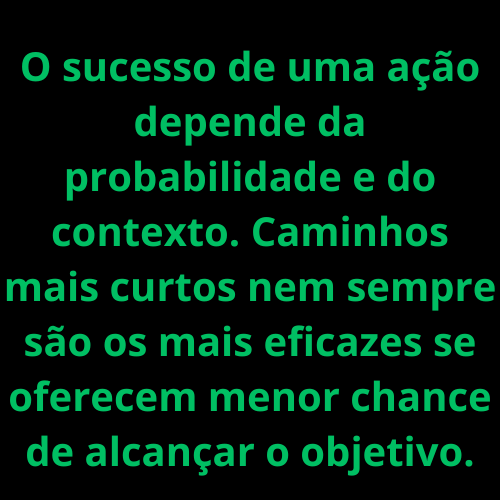 O sucesso de uma ação
depende da
probabilidade e do
contexto. Caminhos
mais curtos nem sempre
são os mais eficazes se
oferecem menor chance
de alcançar o objetivo.